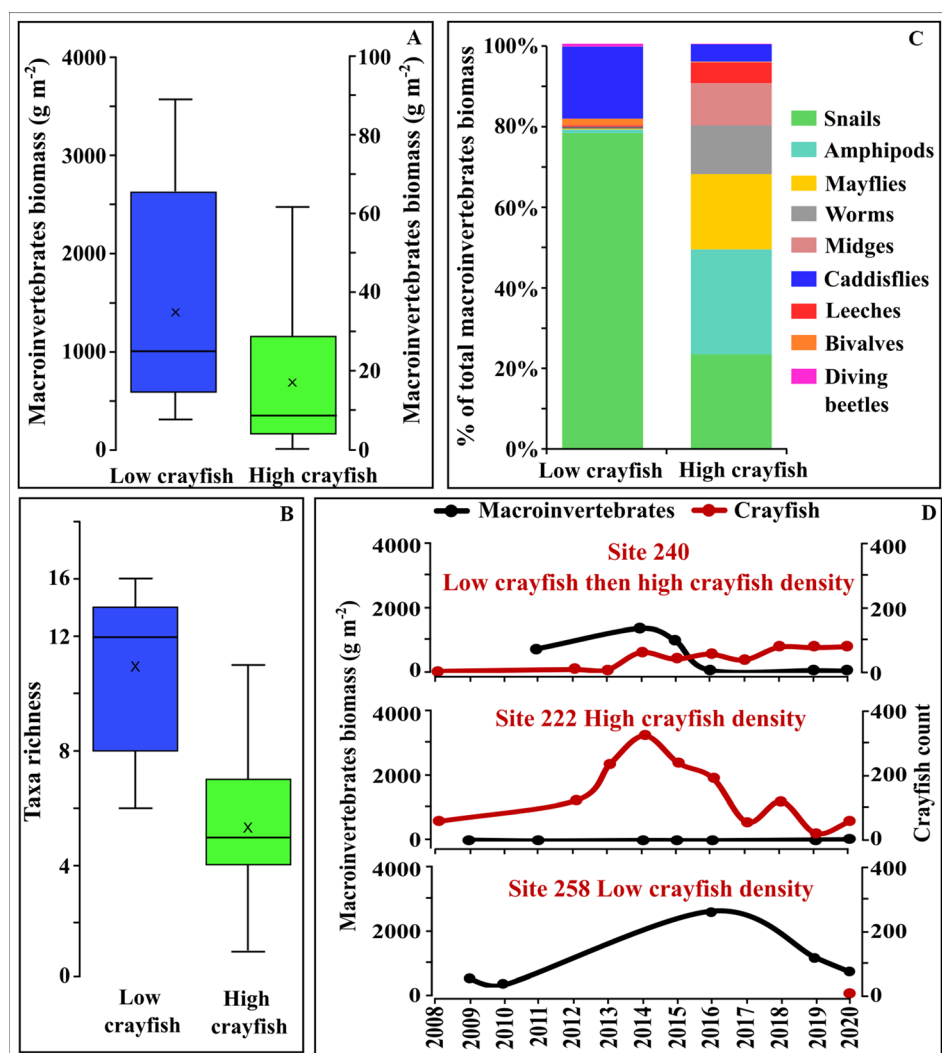 A
Macroinvertebrates biomass (g m⁻²)
4000
3000
2000
1000
0
100
80
60
40
20
0
Macroinvertebrates biomass (g m⁻²)
x
x
Low crayfish
High crayfish
C
% of total macroinvertebrates biomass
100%
80%
60%
40%
20%
0%
Low crayfish
High crayfish
Snails
Amphipods
Mayflies
Worms
Midges
Caddisflies
Leeches
Bivalves
Diving
beetles
B
Taxa richness
16
12
8
4
0
x
x
Low
crayfish
High
crayfish
D
Macroinvertebrates
Crayfish
Macroinvertebrates biomass (g m⁻²)
Crayfish count
Site 240
Low crayfish then high crayfish density
4000
2000
0
400
200
0
Site 222 High crayfish density
4000
2000
0
400
200
0
Site 258 Low crayfish density
4000
2000
0
400
200
0
2008
2009
2010
2011
2012
2013
2014
2015
2016
2017
2018
2019
2020